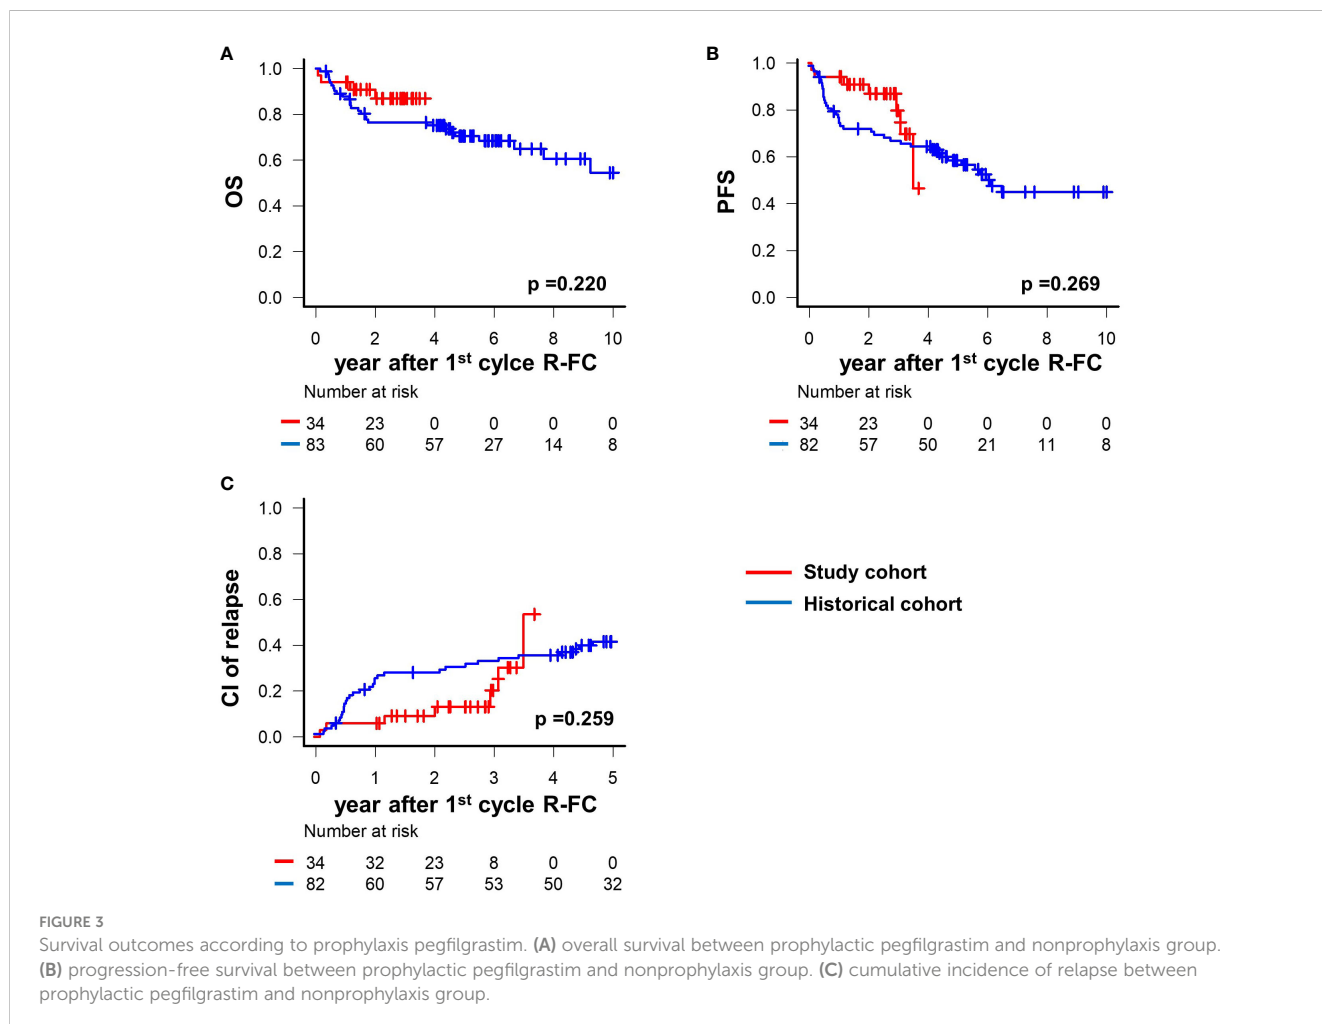 A
1.0
0.8
0.6
0.4
0.2
0.0
OS
p =0.220
0 2 4 6 8 10
year after 1st cylce R-FC
Number at risk
34 23 0 0 0 0
83 60 57 27 14 8
B
1.0
0.8
0.6
0.4
0.2
0.0
PFS
p =0.269
0 2 4 6 8 10
year after 1st cycle R-FC
Number at risk
34 23 0 0 0 0
82 57 50 21 11 8
C
1.0
0.8
0.6
0.4
0.2
0.0
CI of relapse
p =0.259
0 1 2 3 4 5
year after 1st cycle R-FC
Number at risk
34 32 23 8 0 0
82 60 57 53 50 32
Study cohort
Historical cohort
FIGURE 3
Survival outcomes according to prophylaxis pegfilgrastim. (A) overall survival between prophylactic pegfilgrastim and nonprophylaxis group.
(B) progression-free survival between prophylactic pegfilgrastim and nonprophylaxis group. (C) cumulative incidence of relapse between
prophylactic pegfilgrastim and nonprophylaxis group.